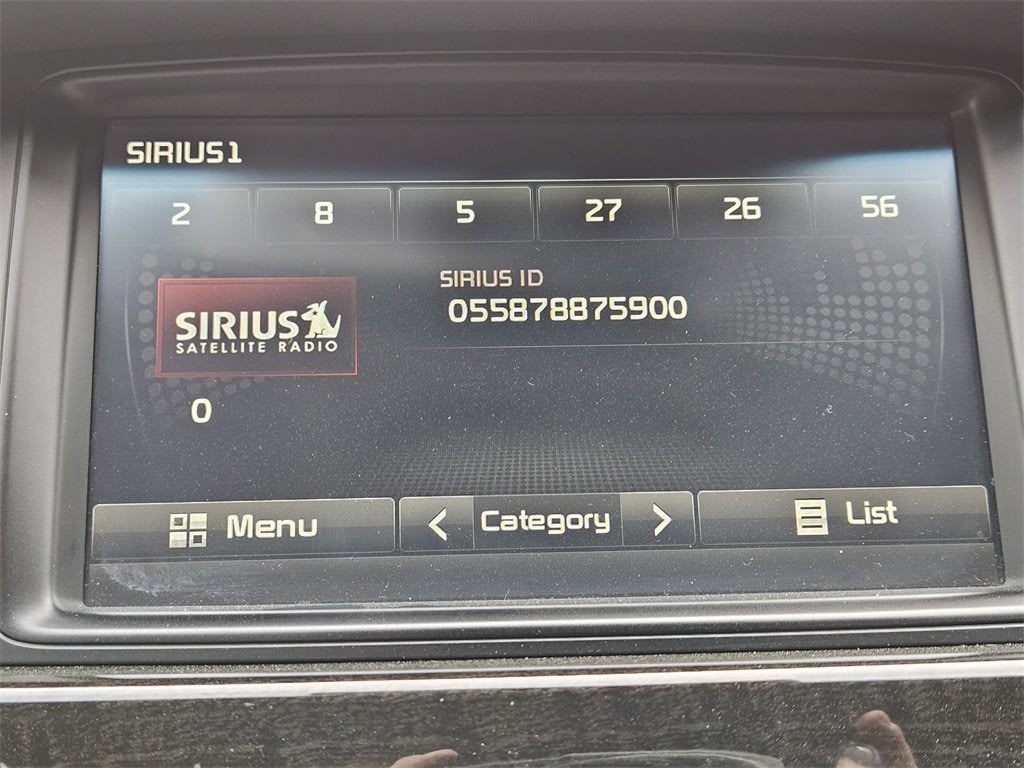 SIRIUS1
2 8 5 27 26 56
SIRIUS ID
055878875900
SIRIUS
SATELLITE RADIO
0
Menu < Category > List